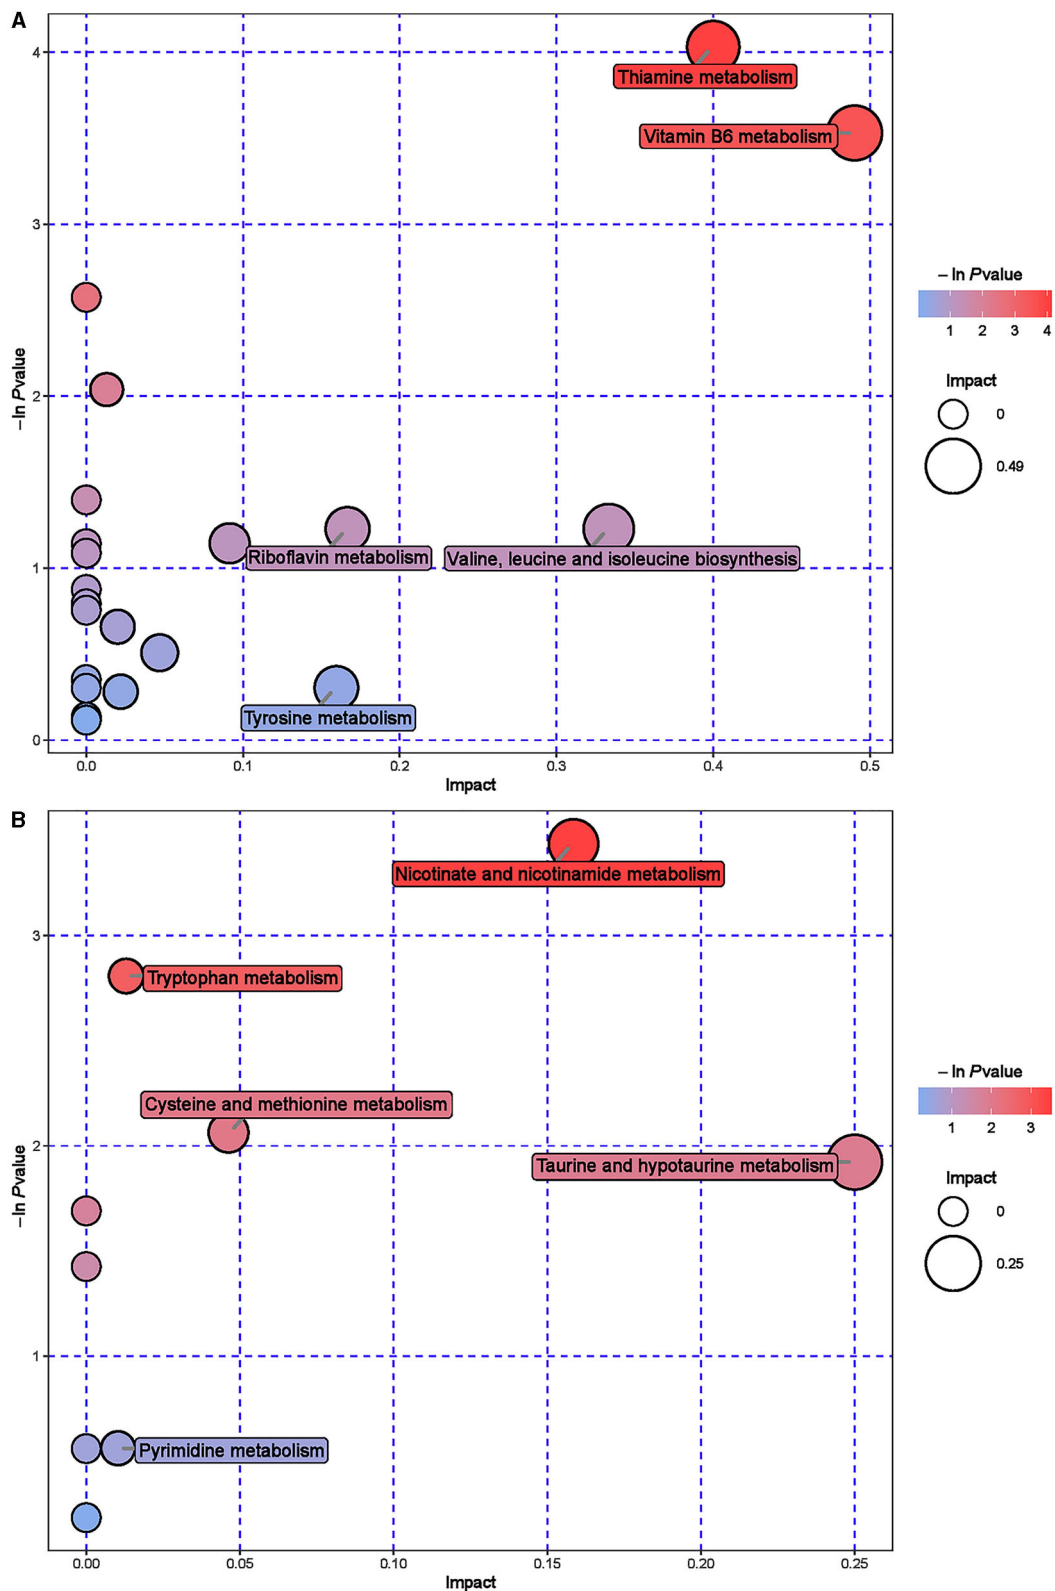 A
4
3
2
1
0
Thiamine metabolism
Vitamin B6 metabolism
Riboflavin metabolism
Valine, leucine and isoleucine biosynthesis
Tyrosine metabolism
–ln Pvalue
0.0 0.1 0.2 0.3 0.4 0.5
Impact
– ln Pvalue
1 2 3 4
Impact
0
0.49
B
3
2
1
Nicotinate and nicotinamide metabolism
Tryptophan metabolism
Cysteine and methionine metabolism
Taurine and hypotaurine metabolism
Pyrimidine metabolism
–ln Pvalue
0.00 0.05 0.10 0.15 0.20 0.25
Impact
– ln Pvalue
1 2 3
Impact
0
0.25